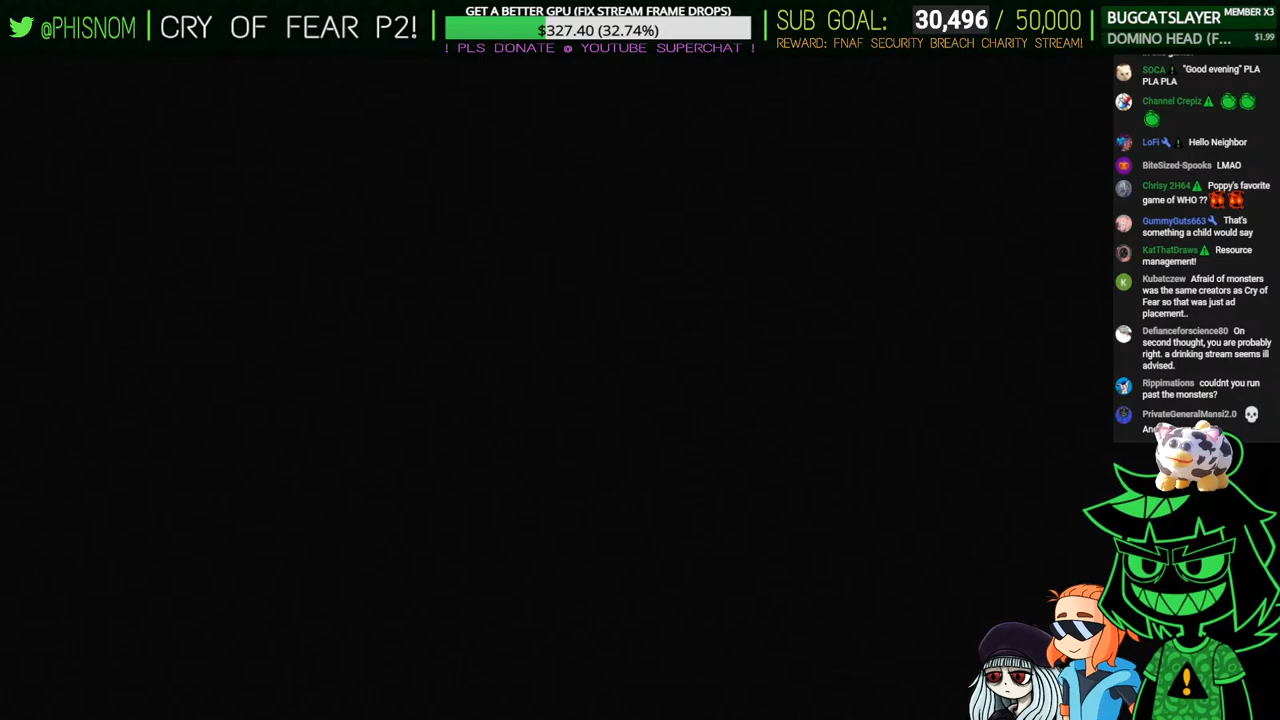 @PHISNOM
CRY OF FEAR P2!
GET A BETTER GPU (FIX STREAM FRAME DROPS)
$327.40 (32.74%)
! PLS DONATE @ YOUTUBE SUPERCHAT !
SUB GOAL: 30,496 / 50,000
REWARD: FNAF SECURITY BREACH CHARITY STREAM!
BUGCATSLAYER MEMBER X3
DOMINO HEAD (F... $1.99
SOCA ! "Good evening" PLA
PLA PLA
Channel Crepiz
LoFi ! Hello Neighbor
BiteSized-Spooks LMAO
Chrisy 2H64 Poppy's favorite
game of WHO ??
GummyGuts663 That's
something a child would say
KatThatDraws Resource
management!
K
Kubatczew Afraid of monsters
was the same creators as Cry of
Fear so that was just ad
placement..
Defianceforscience80 On
second thought, you are probably
right. a drinking stream seems ill
advised.
Rippimations couldnt you run
past the monsters?
PrivateGeneralMansi2.0
!